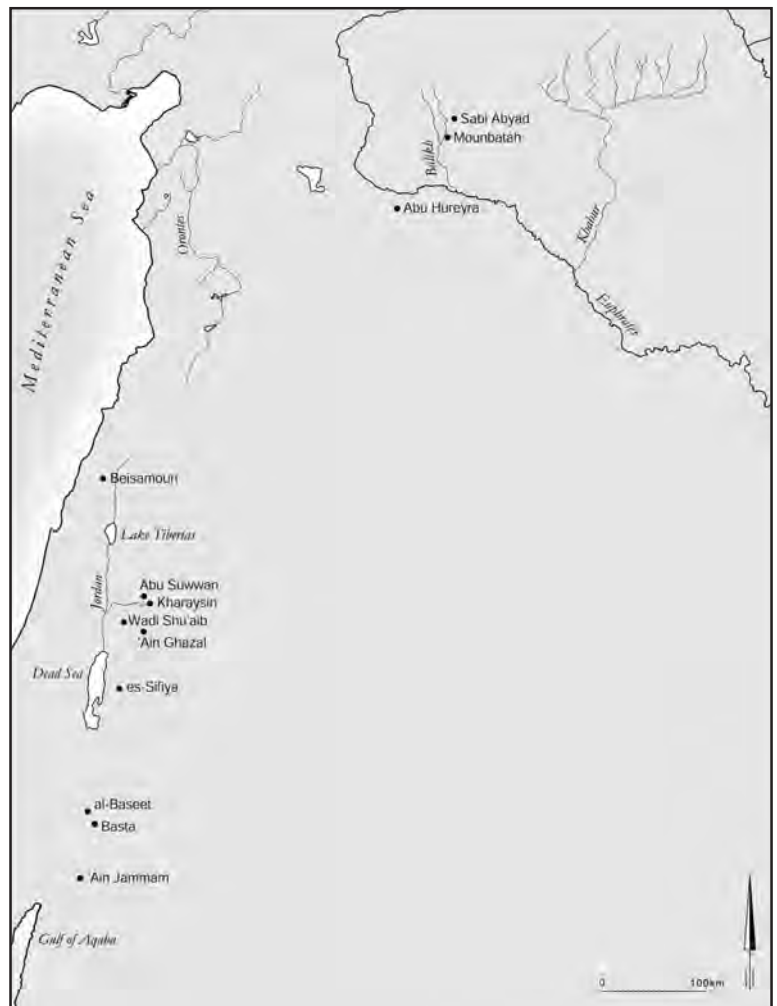 Sabi Abyad
Mounbatah
Balikh
Abu Hureyra
Khabur
Euphrates
Orontes
Mediterranean Sea
Beisamoun
Lake Tiberias
Abu Suwwan
Kharaysin
Jordan
Wadi Shu'aib
'Ain Ghazal
Dead Sea
es-Sifiya
al-Baseet
Basta
Ain Jammam
Gulf of Aqaba
0 100km